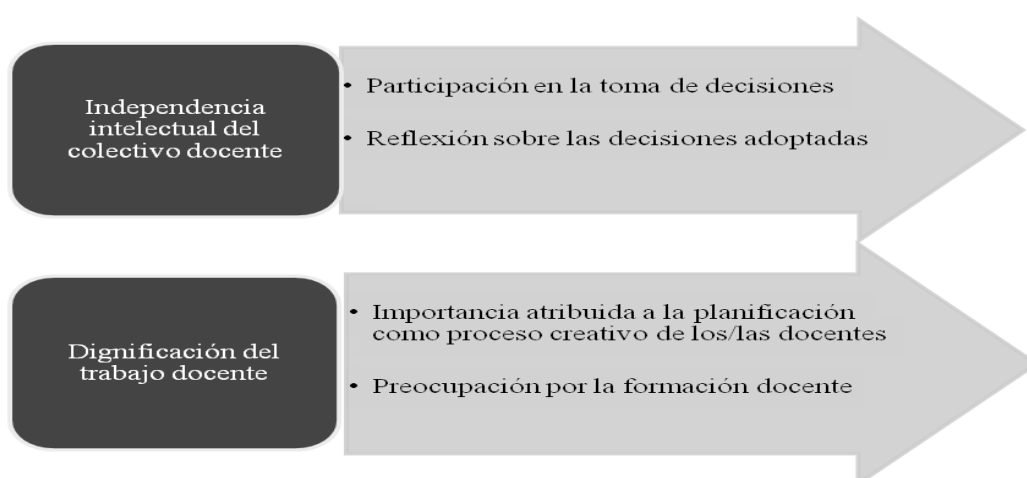 Independencia
intelectual del
colectivo docente
• Participación en la toma de decisiones
• Reflexión sobre las decisiones adoptadas
Dignificación del
trabajo docente
• Importancia atribuida a la planificación
como proceso creativo de los/las docentes
• Preocupación por la formación docente